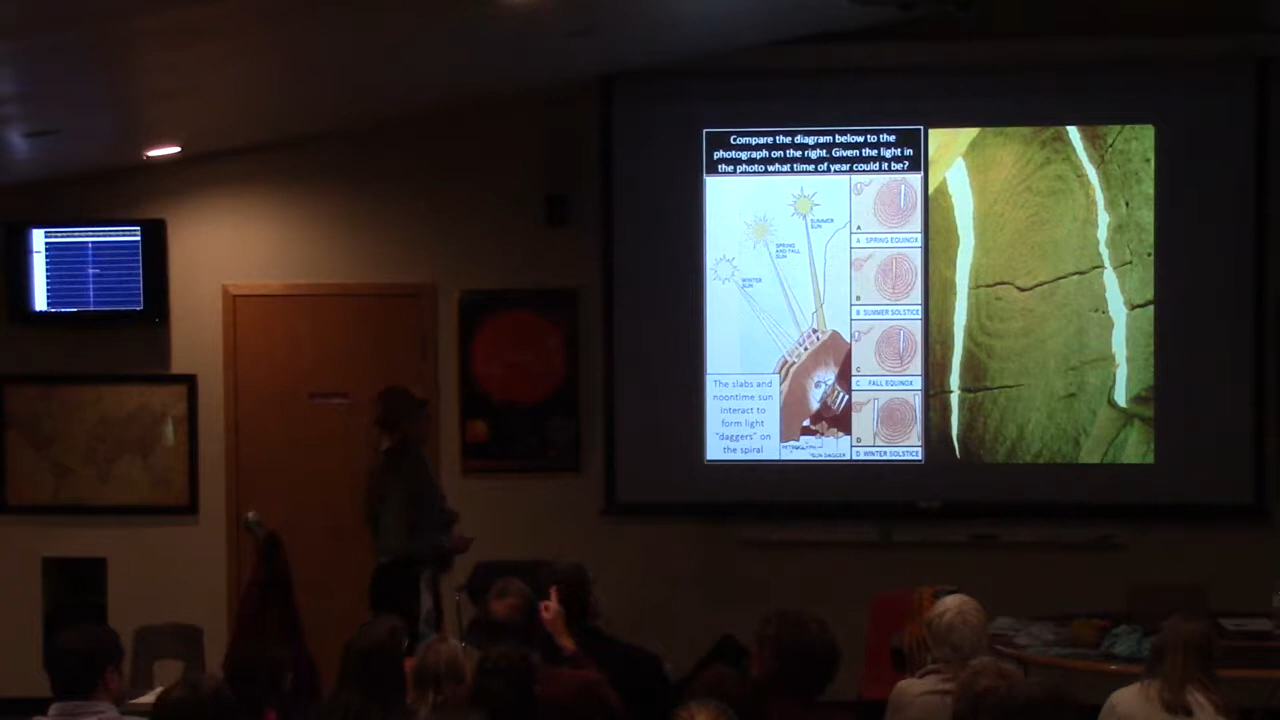 Compare the diagram below to the
photograph on the right. Given the light in
the photo what time of year could it be?
SUMMER
SUN
SPRING
AND FALL
SUN
WINTER
SUN
The slabs and
noontime sun
interact to
form light
"daggers" on
the spiral
PETROGLYPH
"SUN DAGGER
A
A SPRING EQUINOX
B
B SUMMER SOLSTICE
C
C FALL EQUINOX
D
D WINTER SOLSTICE